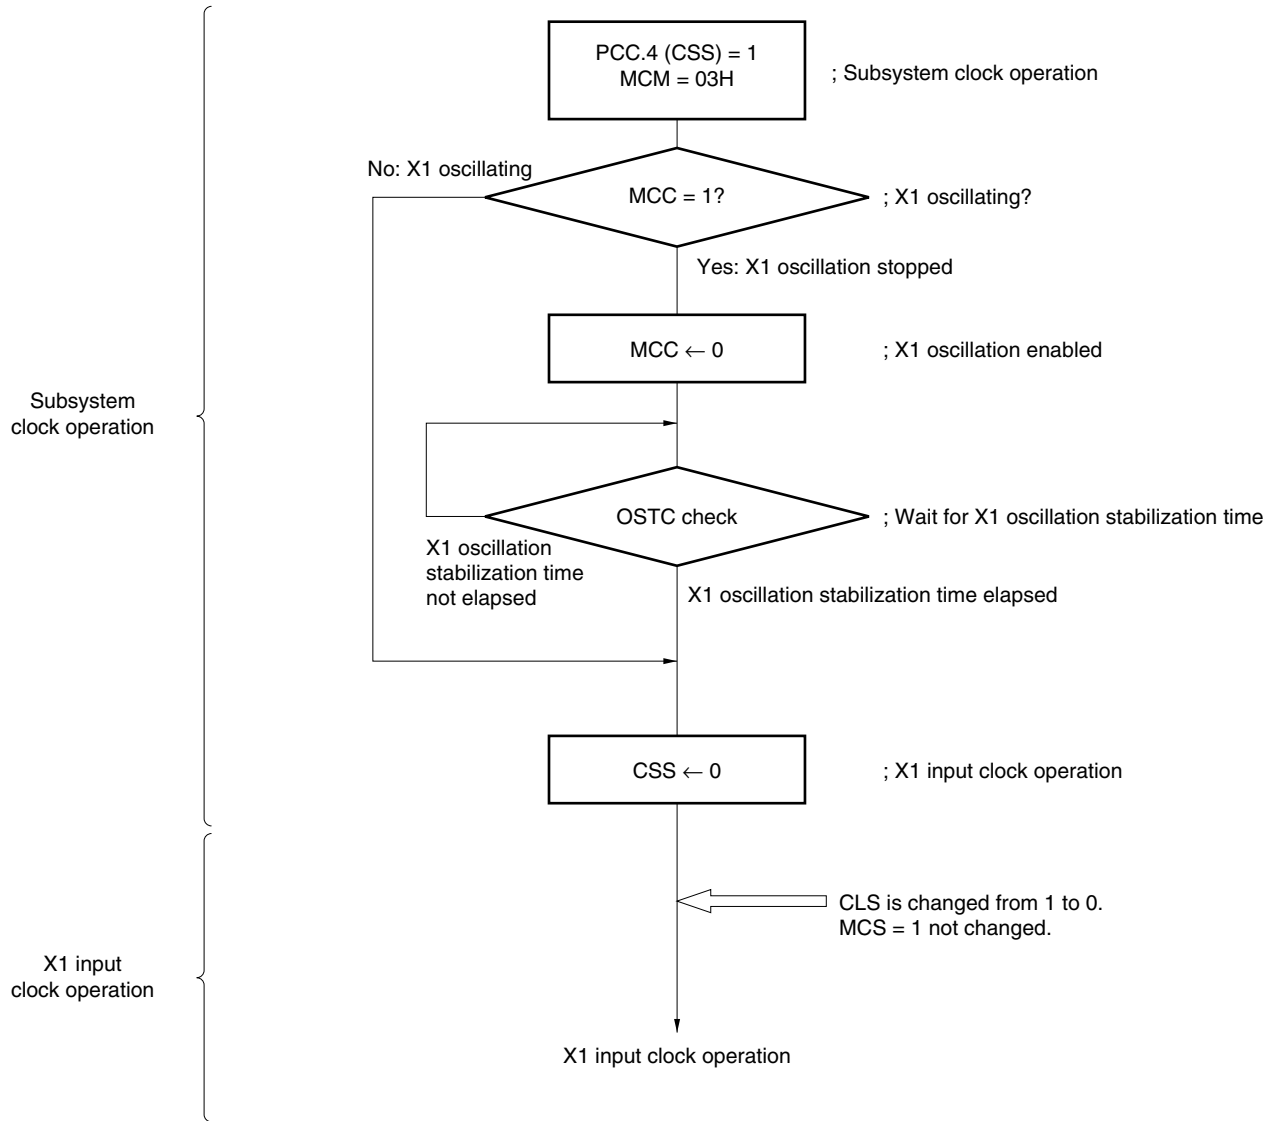 PCC.4 (CSS) = 1
MCM = 03H
; Subsystem clock operation
No: X1 oscillating
MCC = 1?
; X1 oscillating?
Yes: X1 oscillation stopped
MCC ← 0
; X1 oscillation enabled
Subsystem
clock operation
OSTC check
; Wait for X1 oscillation stabilization time
X1 oscillation
stabilization time
not elapsed
X1 oscillation stabilization time elapsed
CSS ← 0
; X1 input clock operation
CLS is changed from 1 to 0.
MCS = 1 not changed.
X1 input
clock operation
X1 input clock operation